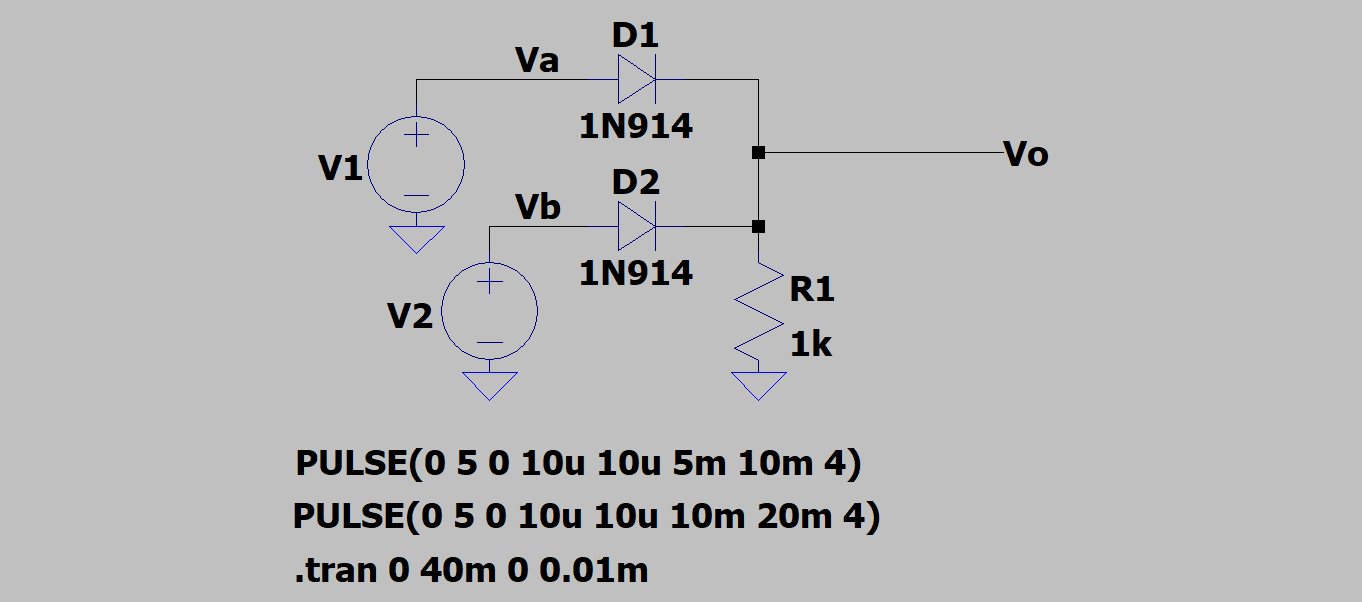 D1
Va
1N914
V1
Vo
D2
Vb
1N914
R1
V2
1k
PULSE(0 5 0 10u 10u 5m 10m 4)
PULSE(0 5 0 10u 10u 10m 20m 4)
.tran 0 40m 0 0.01m